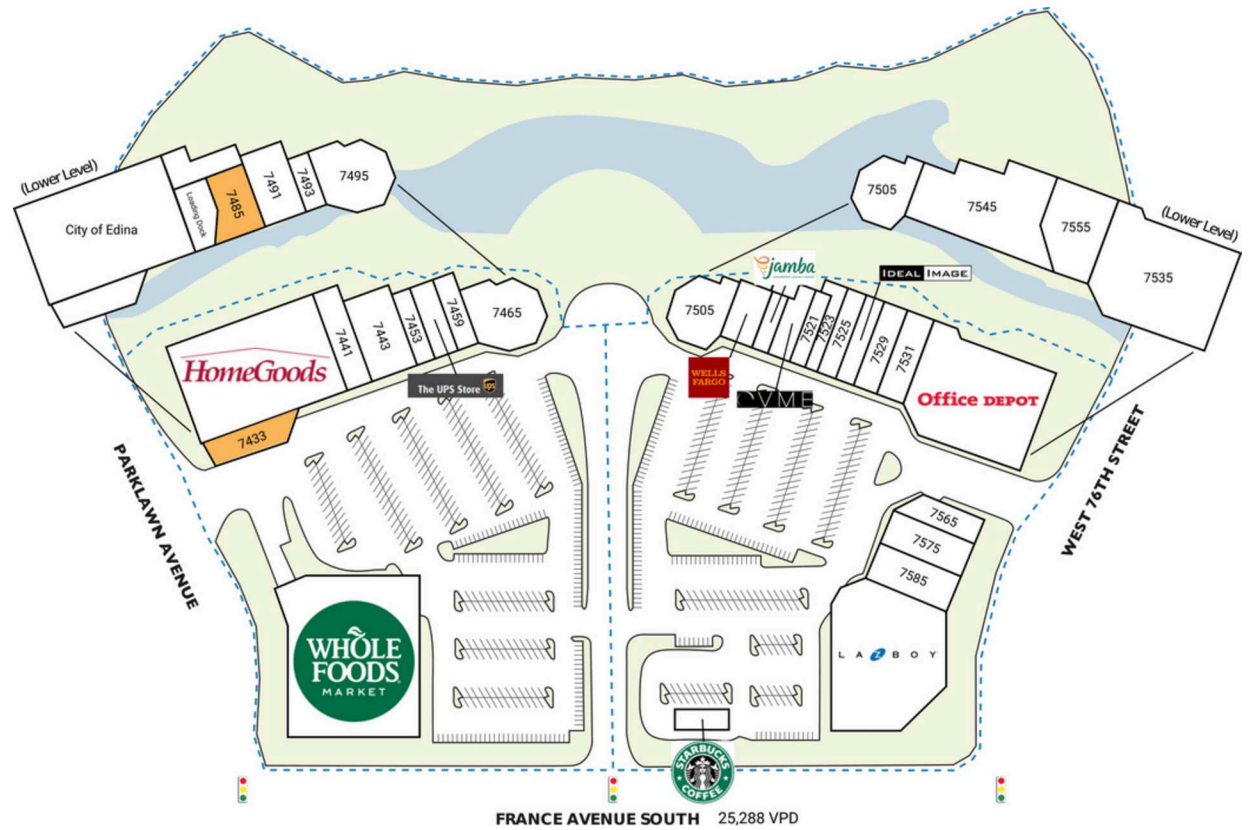 (Lower Level)
City of Edina
Loading Dock
7485
7491
7493
7495
7505
7545
7555
7535
(Lower Level)
HomeGoods
7441
7443
7453
7459
7465
The UPS Store
ups
7433
7505
jamba
WELLS
FARGO
7521
7523
7525
IDEAL IMAGE
7529
7531
Office DEPOT
PARKLAWN AVENUE
WEST 76TH STREET
7565
7575
7585
LA Z BOY
WHOLE
FOODS
MARKET
STARBUCKS
COFFEE
FRANCE AVENUE SOUTH 25,288 VPD